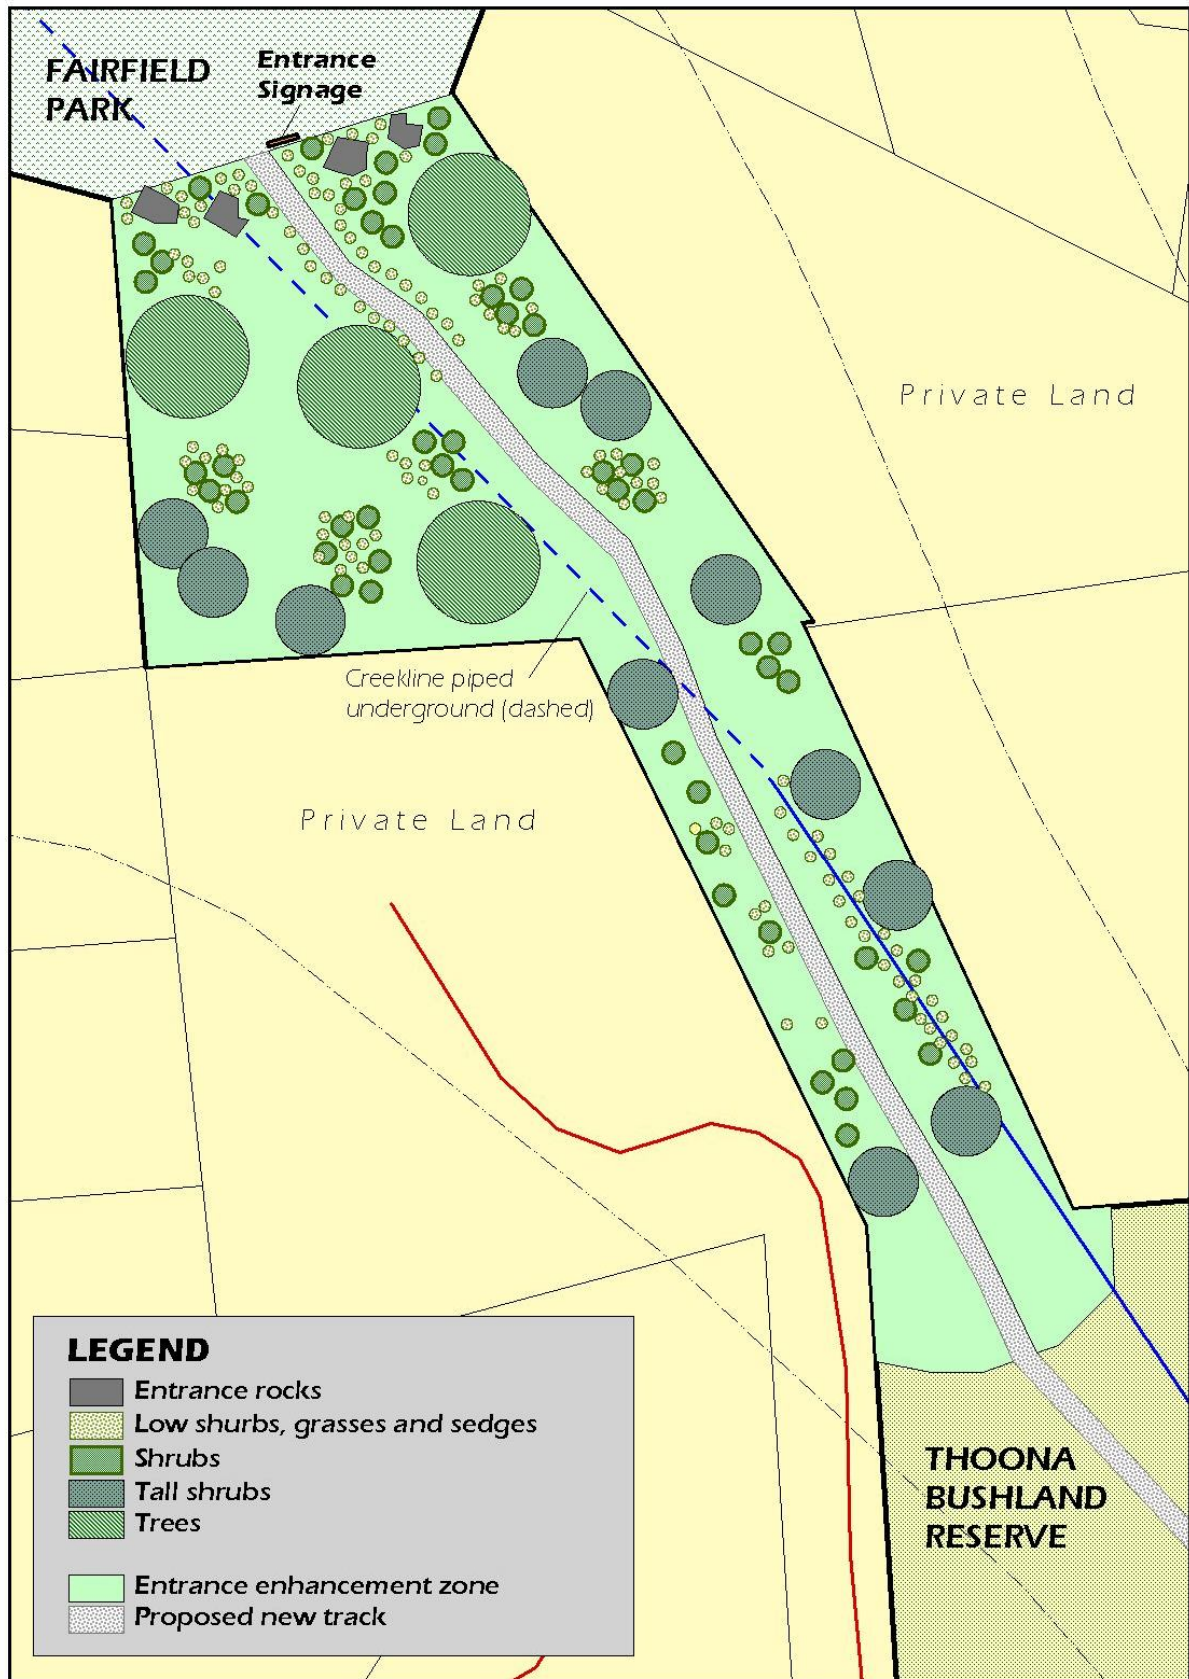 FAIRFIELD
PARK
Entrance
Signage
Private Land
Creekline piped
underground (dashed)
Private Land
LEGEND
Entrance rocks
Low shurbs, grasses and sedges
Shrubs
Tall shrubs
Trees
Entrance enhancement zone
Proposed new track
THOONA
BUSHLAND
RESERVE